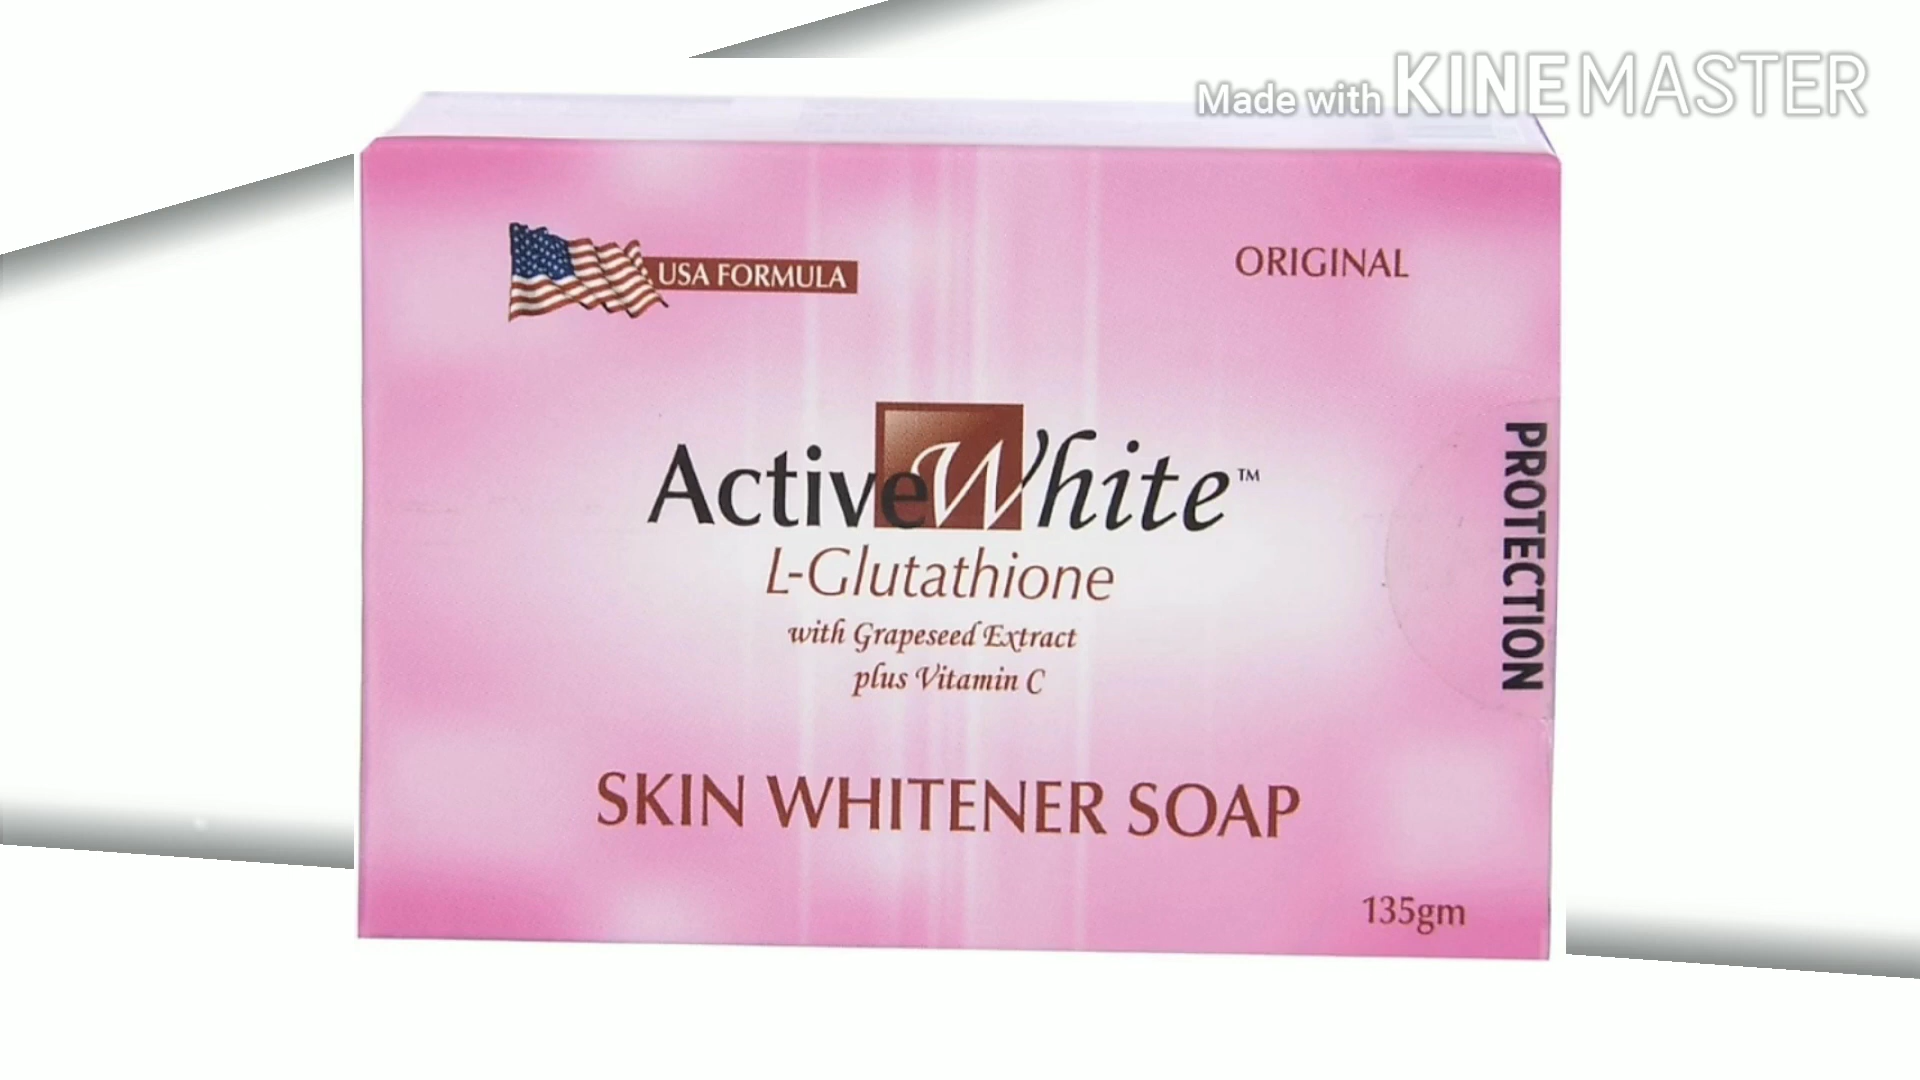 Made with KINEMASTER
USA FORMULA
ORIGINAL
ActiveWhite™
L-Glutathione
with Grapeseed Extract
plus Vitamin C
PROTECTION
SKIN WHITENER SOAP
135gm